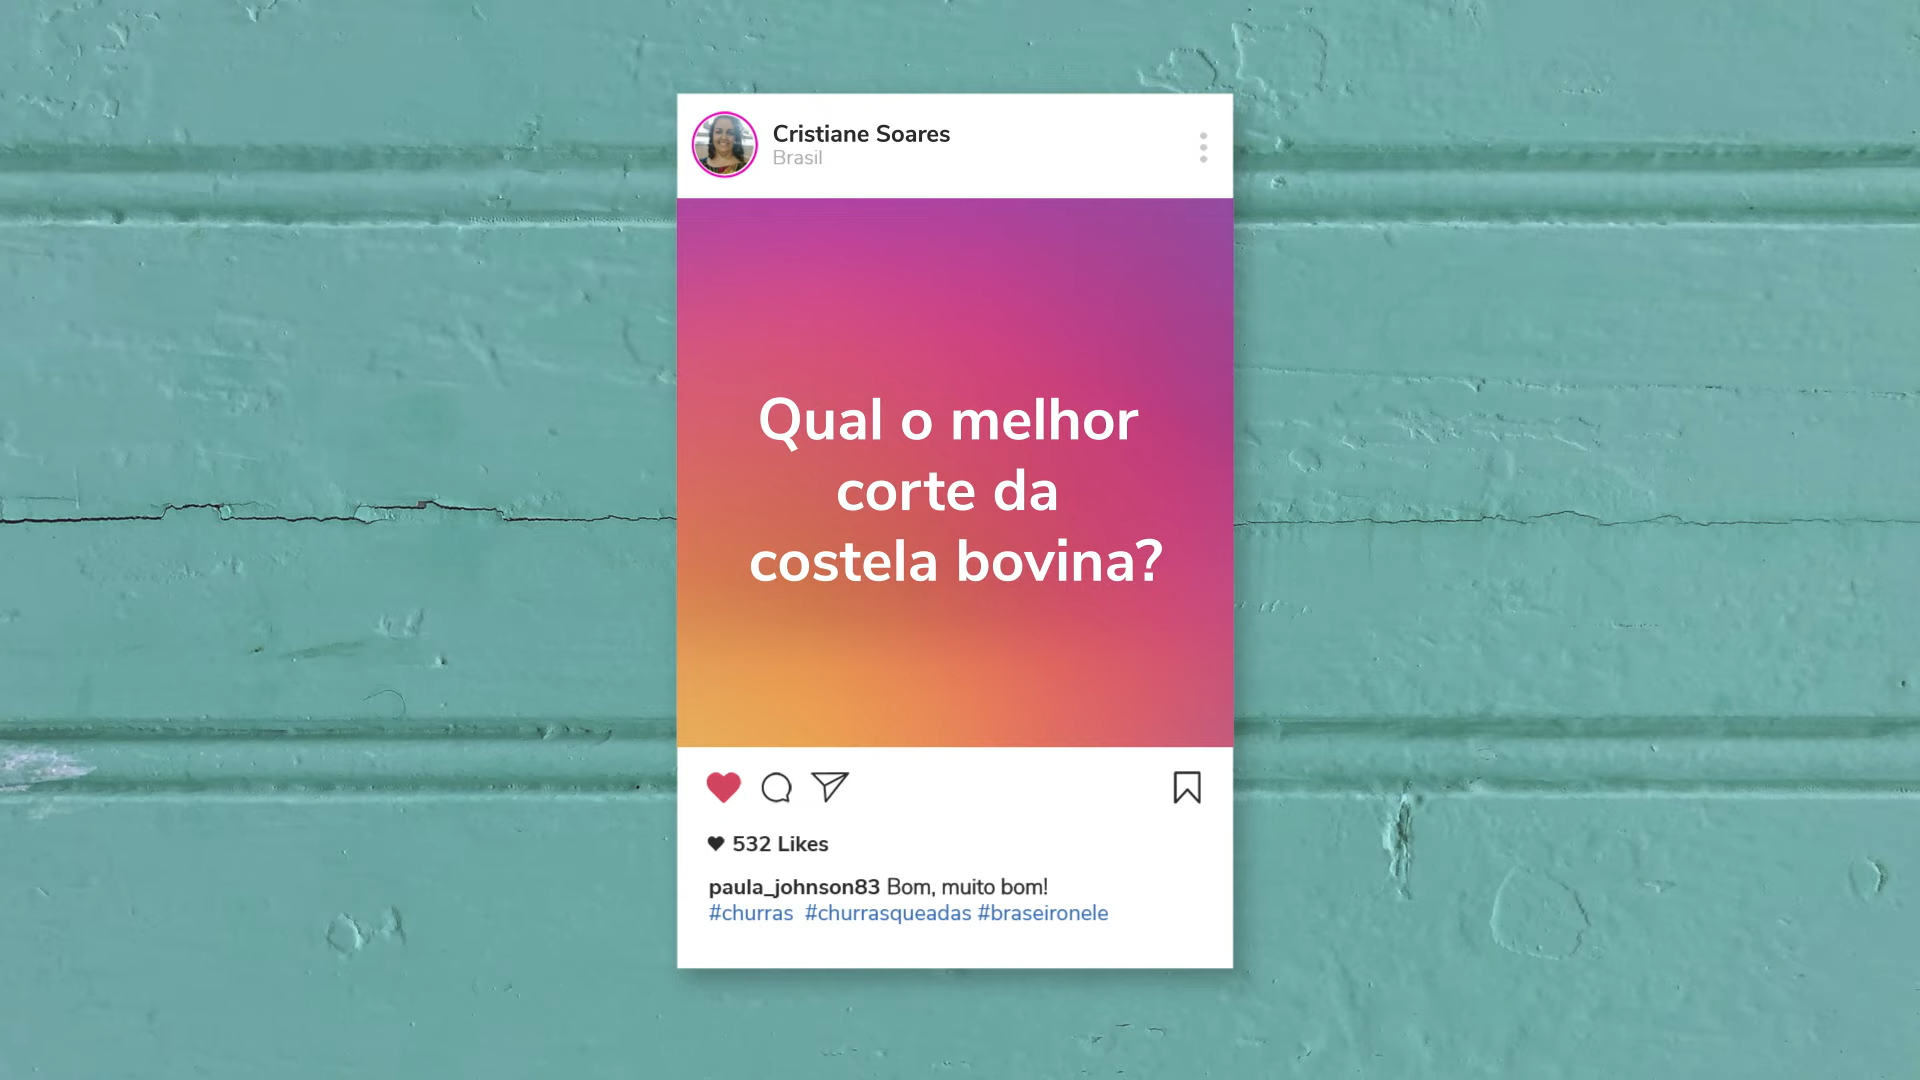 Cristiane Soares
Brasil
Qual o melhor
corte da
costela bovina?
532 Likes
paula_johnson83 Bom, muito bom!
#churras #churrasqueadas #braseironele